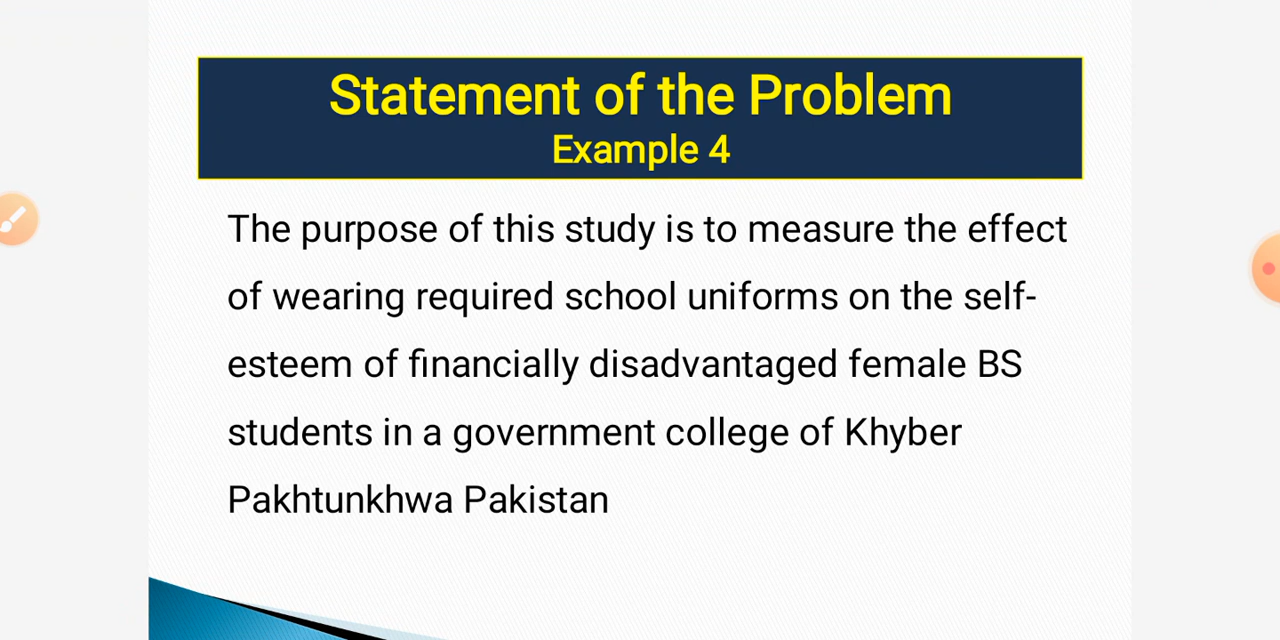 Statement of the Problem
Example 4
The purpose of this study is to measure the effect
of wearing required school uniforms on the self-
esteem of financially disadvantaged female BS
students in a government college of Khyber
Pakhtunkhwa Pakistan